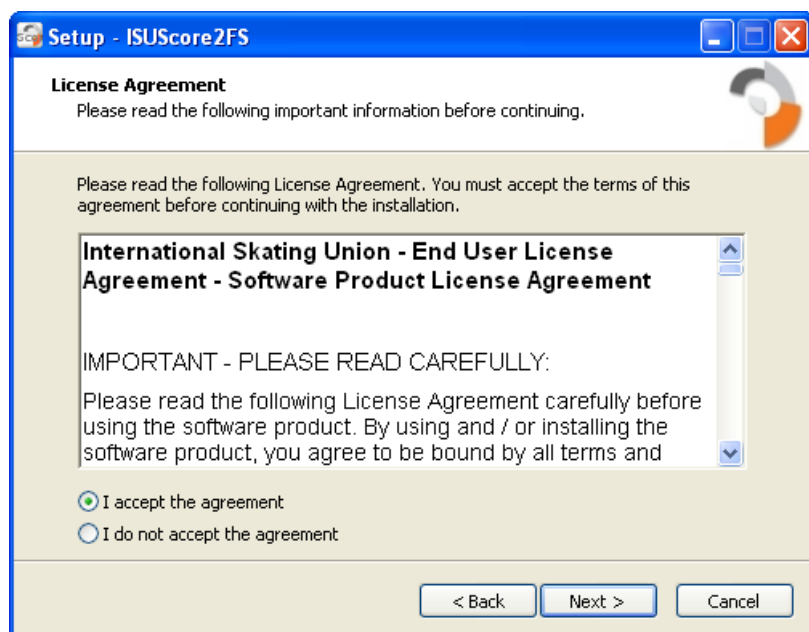 Setup - ISUScore2FS
License Agreement
Please read the following important information before continuing.
Please read the following License Agreement. You must accept the terms of this
agreement before continuing with the installation.
International Skating Union - End User License
Agreement - Software Product License Agreement
IMPORTANT - PLEASE READ CAREFULLY:
Please read the following License Agreement carefully before
using the software product. By using and / or installing the
software product, you agree to be bound by all terms and
I accept the agreement
I do not accept the agreement
< Back
Next >
Cancel